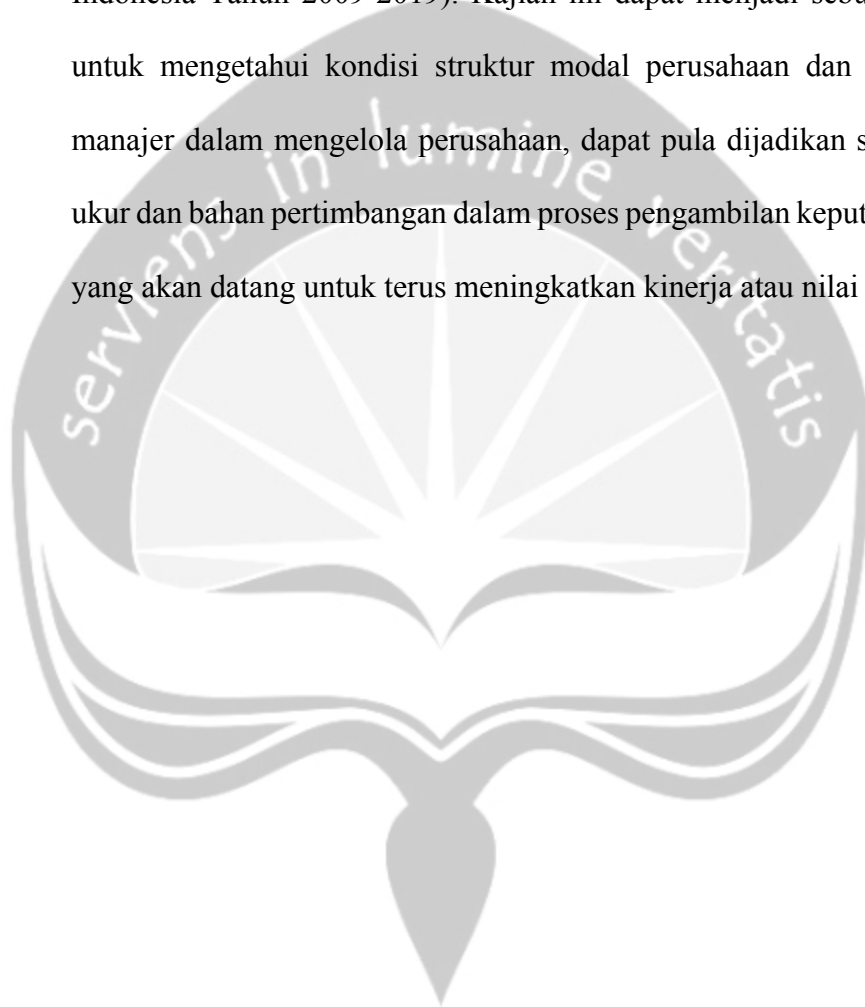 Indonesia Tahun 2009-2019). Kajian ini dapat menjadi
untuk mengetahui kondisi struktur modal perusahaan dan
manajer dalam mengelola perusahaan, dapat pula dijadikan
ukur dan bahan pertimbangan dalam proses pengambilan
yang akan datang untuk terus meningkatkan kinerja atau nilai
serviens in lumine veritatis